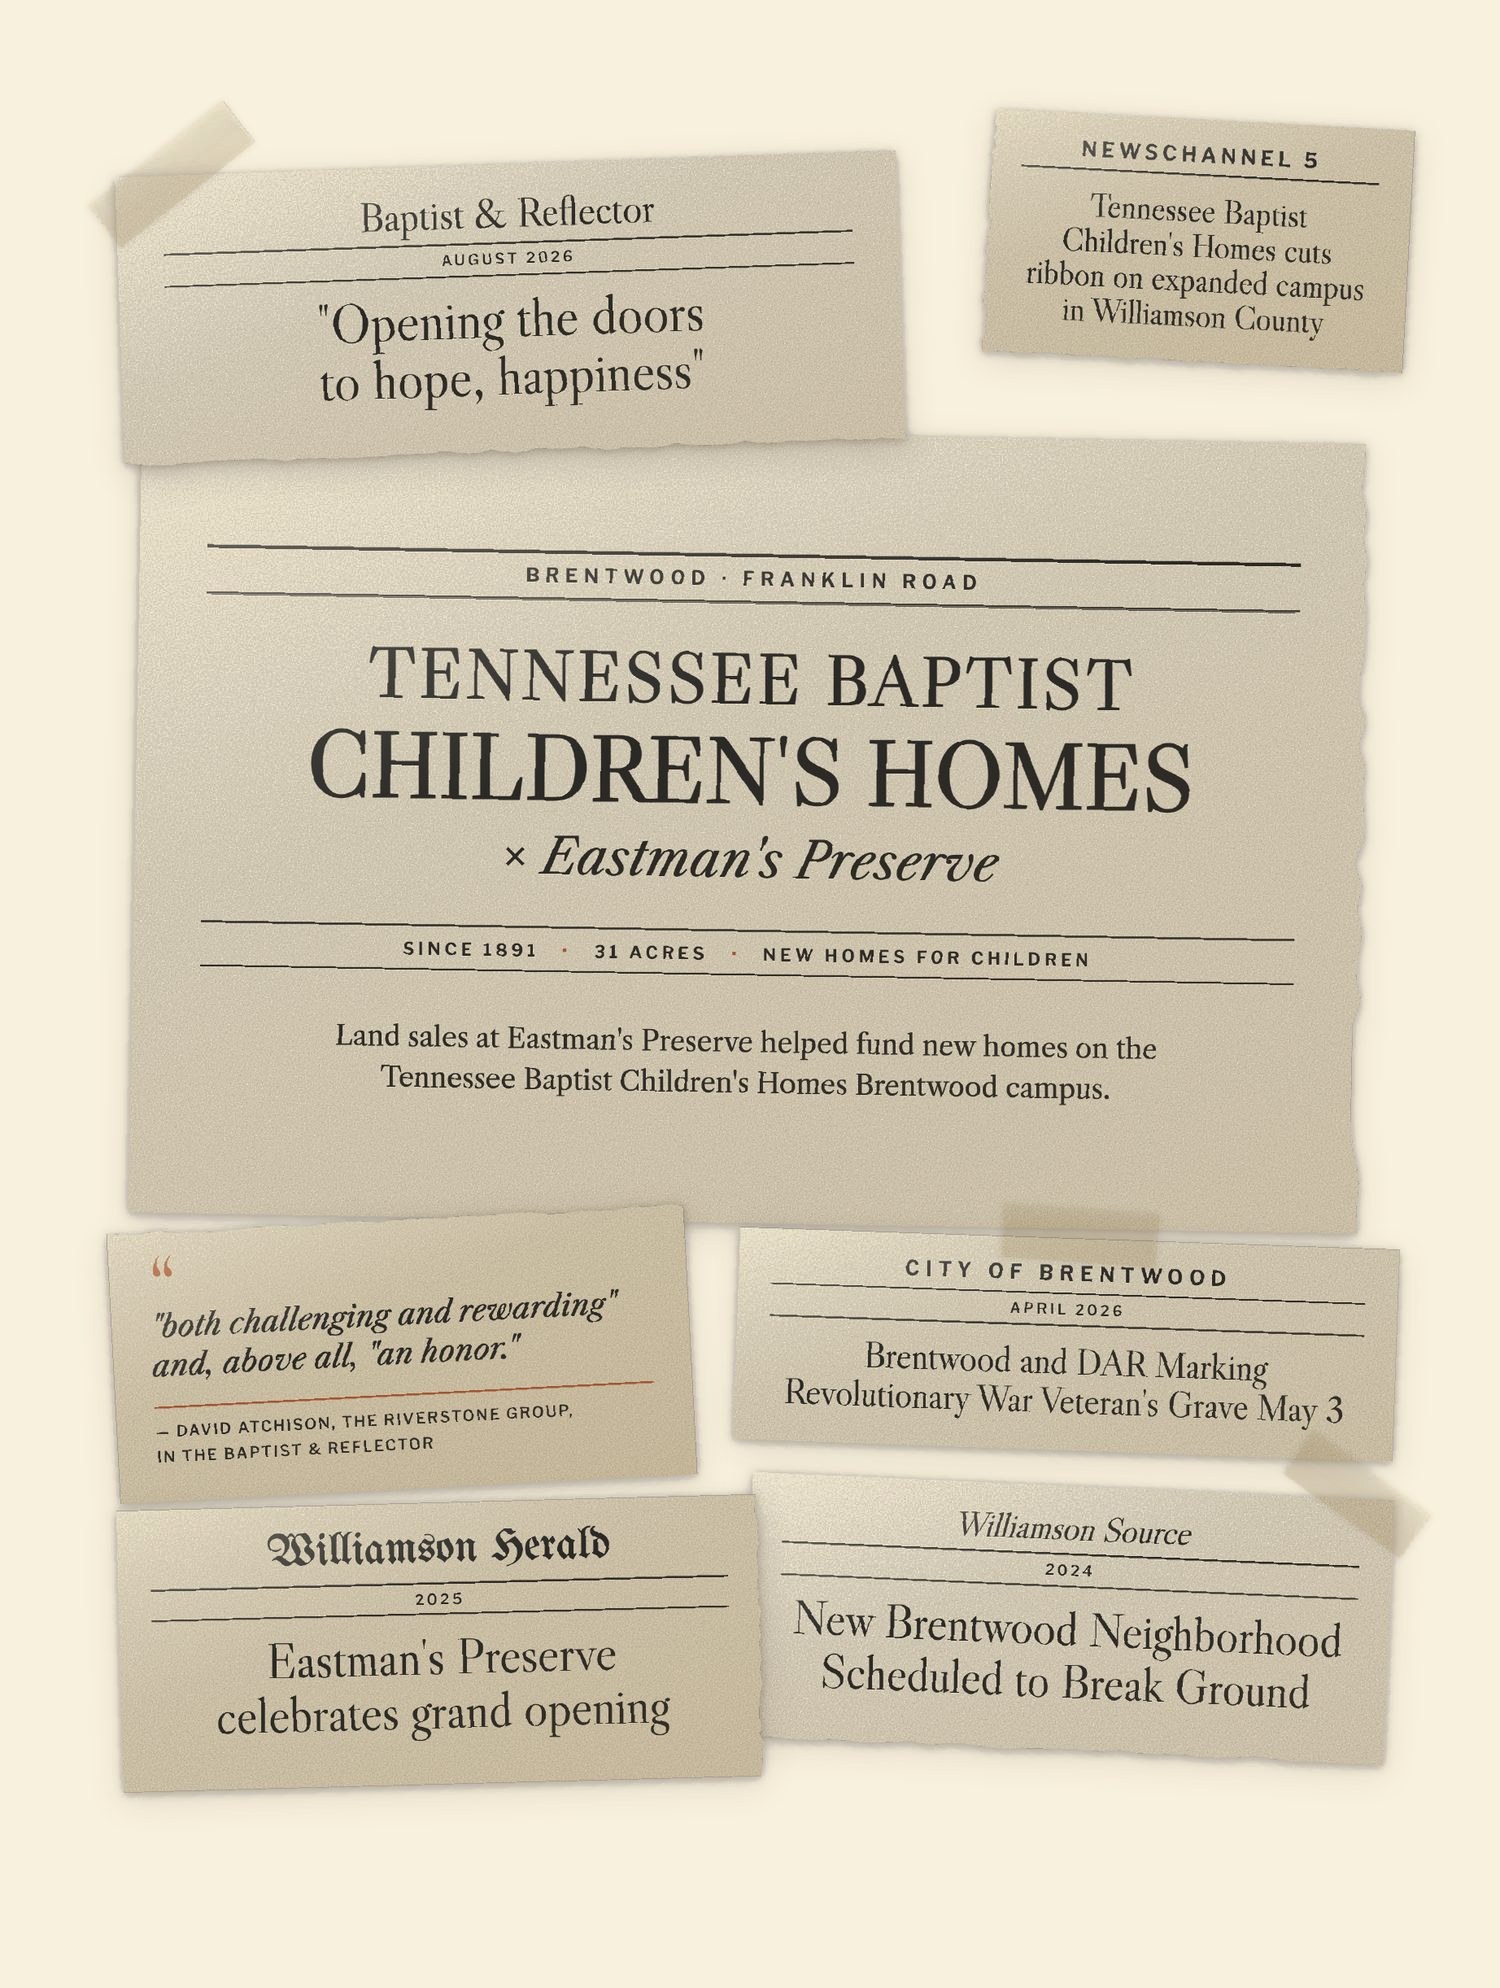 Baptist & Reflector
AUGUST 2026
"Opening the doors
to hope, happiness"
NEWSCHANNEL 5
Tennessee Baptist
Children's Homes cuts
ribbon on expanded campus
in Williamson County
BRENTWOOD · FRANKLIN ROAD
TENNESSEE BAPTIST
CHILDREN'S HOMES
× Eastman's Preserve
SINCE 1891 · 31 ACRES · NEW HOMES FOR CHILDREN
Land sales at Eastman's Preserve helped fund new homes on the
Tennessee Baptist Children's Homes Brentwood campus.
“
"both challenging and rewarding"
and, above all, "an honor."
– DAVID ATCHISON, THE RIVERSTONE GROUP,
IN THE BAPTIST & REFLECTOR
CITY OF BRENTWOOD
APRIL 2026
Brentwood and DAR Marking
Revolutionary War Veteran's Grave May 3
Williamson Herald
2025
Eastman's Preserve
celebrates grand opening
Williamson Source
2024
New Brentwood Neighborhood
Scheduled to Break Ground